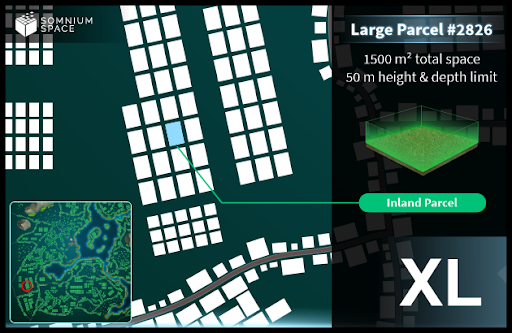 SOMNIUM
SPACE
Large Parcel #2826
1500 m² total space
50 m height & depth limit
Inland Parcel
XL